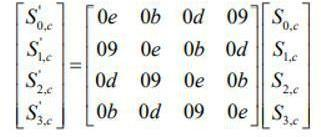 [S'0,c] [0e 0b 0d 09] [S0,c]
[S'1,c] = [09 0e 0b 0d] [S1,c]
[S'2,c] [0d 09 0e 0b] [S2,c]
[S'3,c] [0b 0d 09 0e] [S3,c]